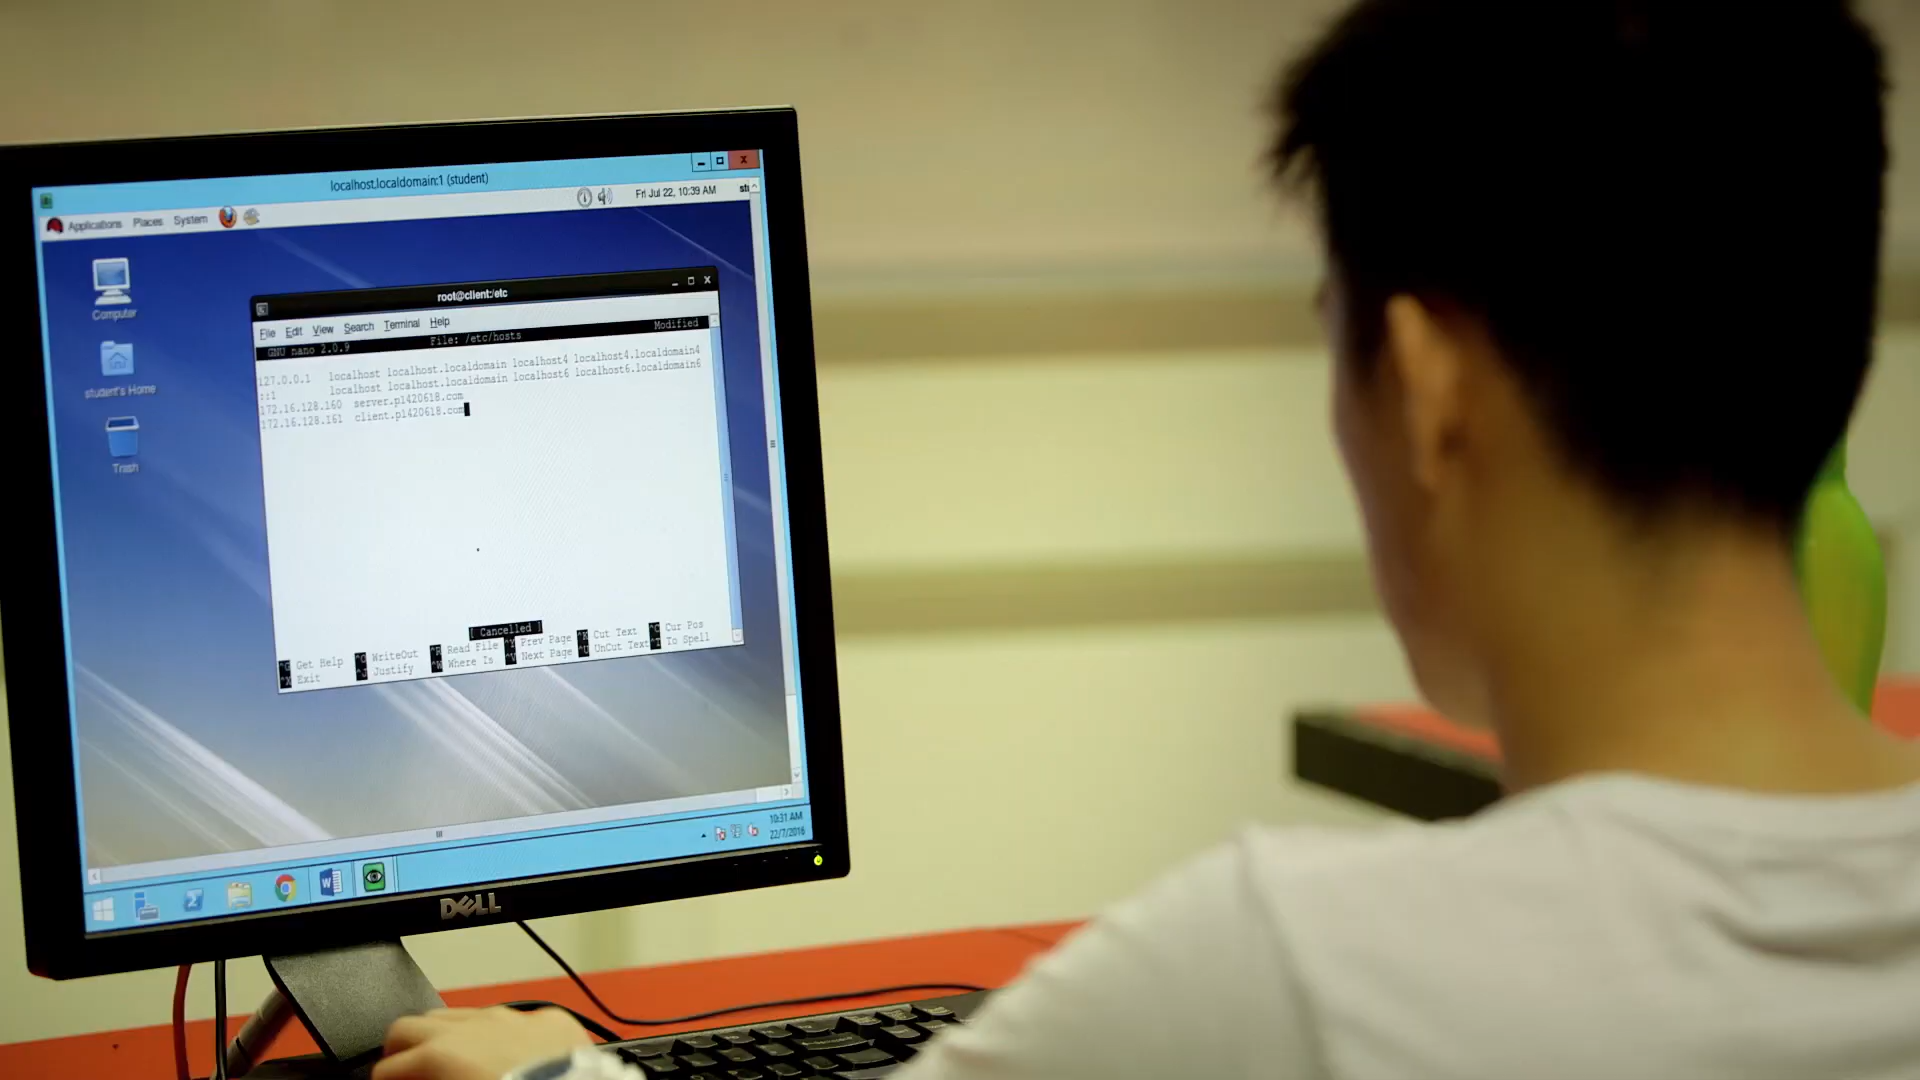 localhost.localdomain:1 (student)
Applications Places System
Fri Jul 22, 10:39 AM
Computer
student's Home
Trash
root@client:/etc
File Edit View Search Terminal Help
GNU nano 2.0.9 File: /etc/hosts Modified
127.0.0.1 localhost localhost.localdomain localhost4 localhost4.localdomain4
::1 localhost localhost.localdomain localhost6 localhost6.localdomain6
172.16.128.160 server.p1420618.com
172.16.128.161 client.p1420618.com
[ Cancelled ]
^G Get Help ^O WriteOut ^R Read File ^Y Prev Page ^K Cut Text ^C Cur Pos
^X Exit ^J Justify ^W Where Is ^V Next Page ^U UnCut Text ^T To Spell
10:31 AM
22/7/2016
DELL